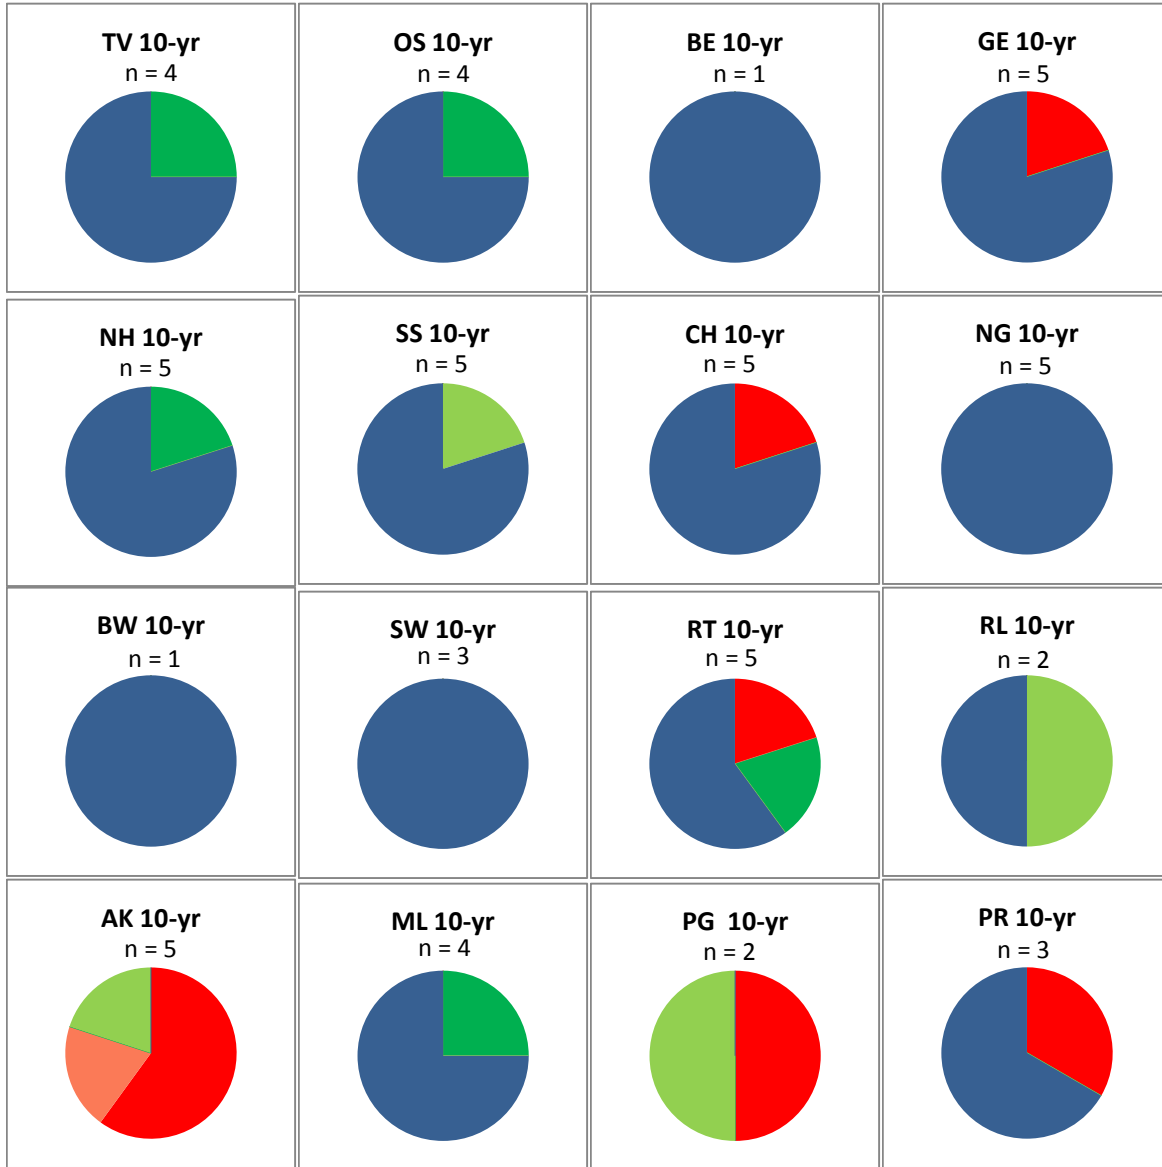 TV 10-yr
n = 4
OS 10-yr
n = 4
BE 10-yr
n = 1
GE 10-yr
n = 5
NH 10-yr
n = 5
SS 10-yr
n = 5
CH 10-yr
n = 5
NG 10-yr
n = 5
BW 10-yr
n = 1
SW 10-yr
n = 3
RT 10-yr
n = 5
RL 10-yr
n = 2
AK 10-yr
n = 5
ML 10-yr
n = 4
PG  10-yr
n = 2
PR 10-yr
n = 3